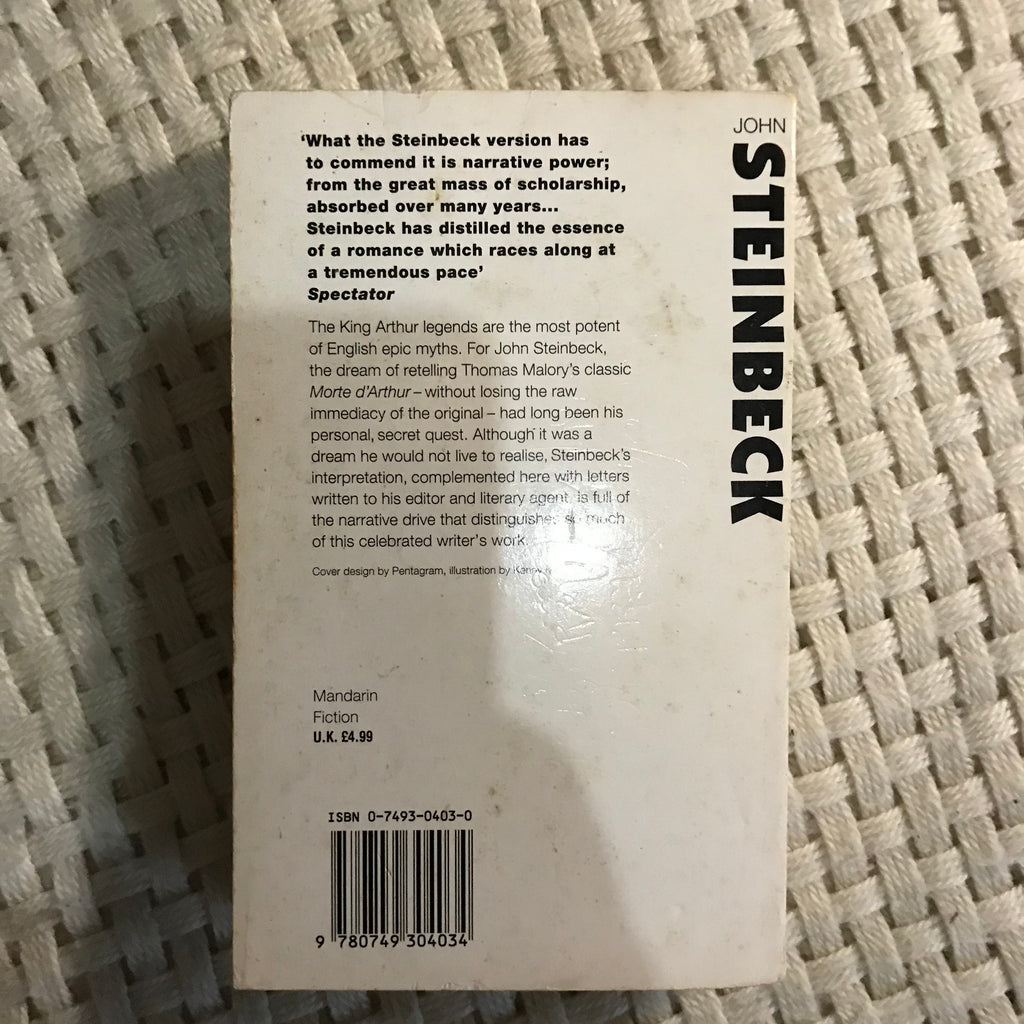 JOHN
STEINBECK
‘What the Steinbeck version has
to commend it is narrative power;
from the great mass of scholarship,
absorbed over many years...
Steinbeck has distilled the essence
of a romance which races along at
a tremendous pace’
Spectator
The King Arthur legends are the most potent
of English epic myths. For John Steinbeck,
the dream of retelling Thomas Malory’s classic
Morte d’Arthur – without losing the raw
immediacy of the original – had long been his
personal, secret quest. Although it was a
dream he would not live to realise, Steinbeck’s
interpretation, complemented here with letters
written to his editor and literary agent, is full of
the narrative drive that distinguishes so much
of this celebrated writer’s work.
Cover design by Pentagram, illustration by
Mandarin
Fiction
U.K. £4.99
ISBN 0-7493-0403-0
9 780749 304034